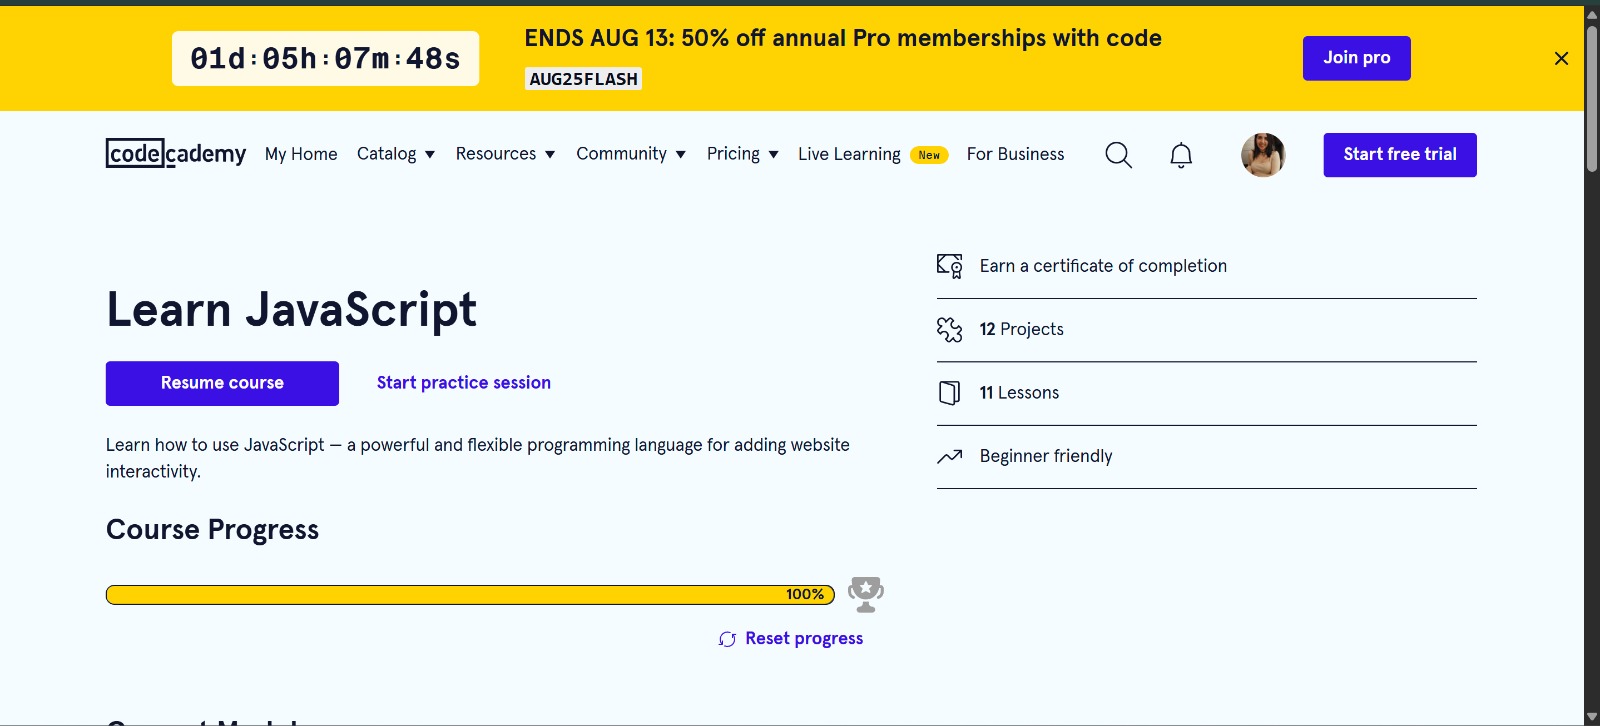 01d:05h:07m:48s
ENDS AUG 13: 50% off annual Pro memberships with code
AUG25FLASH
Join pro
codecademy
My Home
Catalog
Resources
Community
Pricing
Live Learning
New
For Business
Start free trial
Learn JavaScript
Resume course
Start practice session
Learn how to use JavaScript — a powerful and flexible programming language for adding website
interactivity.
Earn a certificate of completion
12 Projects
11 Lessons
Beginner friendly
Course Progress
100%
Reset progress